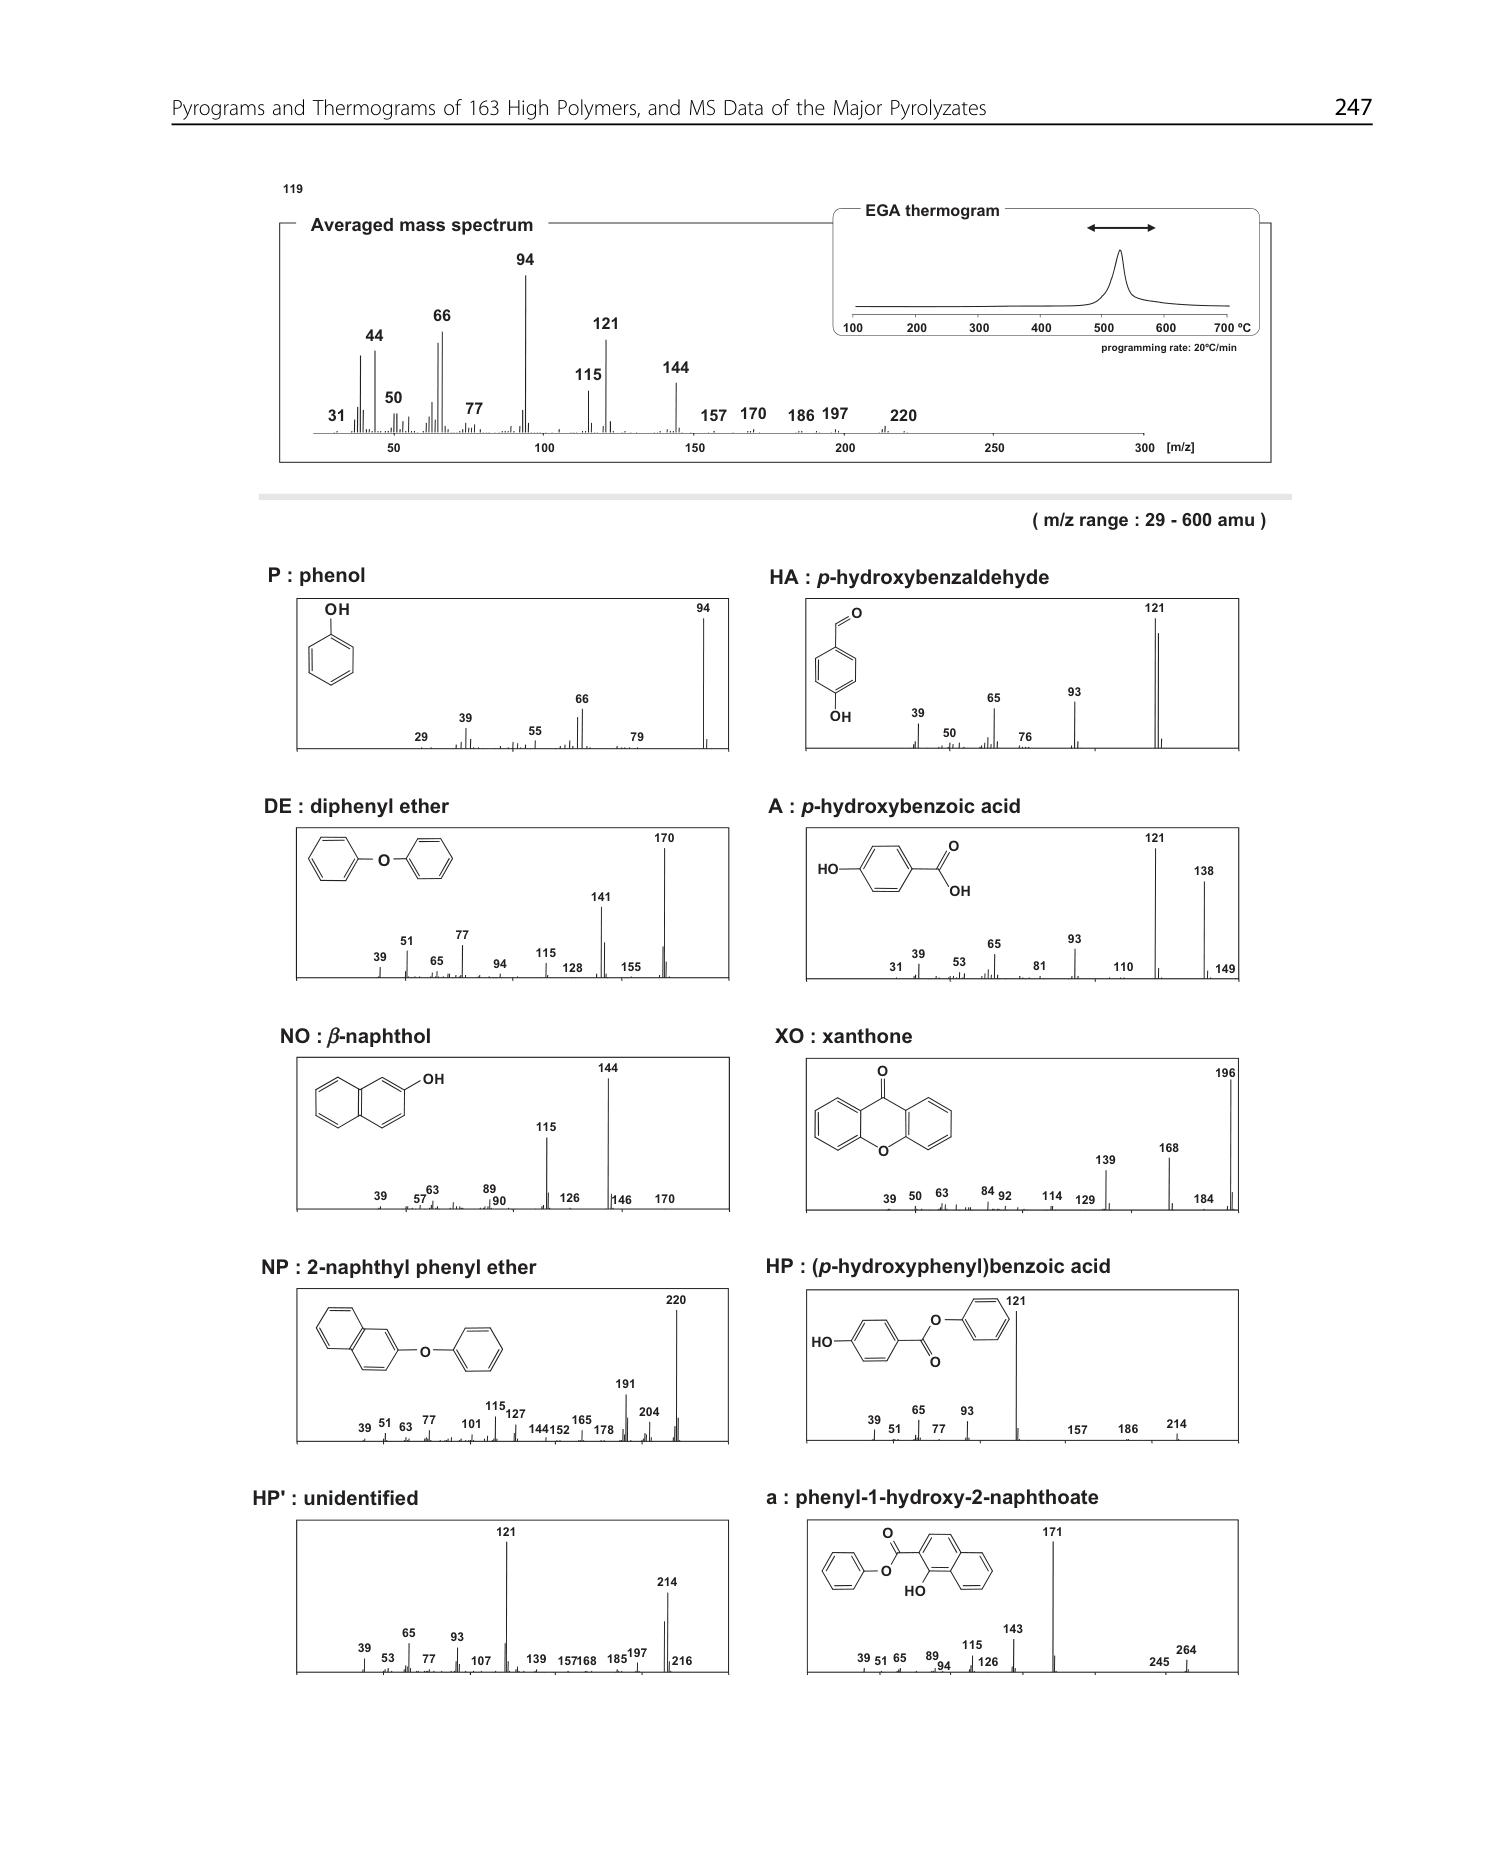 Pyrograms and Thermograms of 163 High Polymers, and MS Data of the Major Pyrolyzates 247
119
Averaged mass spectrum
EGA thermogram
94
66
44
121
115
144
50
31
77
157 170 186 197 220
50 100 150 200 250 300 [m/z]
100 200 300 400 500 600 700 ºC
programming rate: 20ºC/min
( m/z range : 29 - 600 amu )
P : phenol
OH
94
66
39
55
29
79
HA : p-hydroxybenzaldehyde
O
OH
121
93
65
39
50
76
DE : diphenyl ether
O
170
141
77
51
39
65
94
115
128
155
A : p-hydroxybenzoic acid
HO
O
OH
121
138
93
65
39
31
53
81
110
149
NO : β-naphthol
OH
144
115
39
57
63
89
90
126
146
170
XO : xanthone
O
O
196
168
139
39 50 63 84 92 114 129 184
NP : 2-naphthyl phenyl ether
O
220
191
204
39 51 63 77 101 115 127 144 152 165 178
HP : (p-hydroxyphenyl)benzoic acid
HO
O
O
121
39 51 65 77 93 157 186 214
HP' : unidentified
121
214
39 53 65 77 93 107 139 157 168 185 197 216
a : phenyl-1-hydroxy-2-naphthoate
O
O
HO
171
143
115
39 51 65 89 94 126 245 264